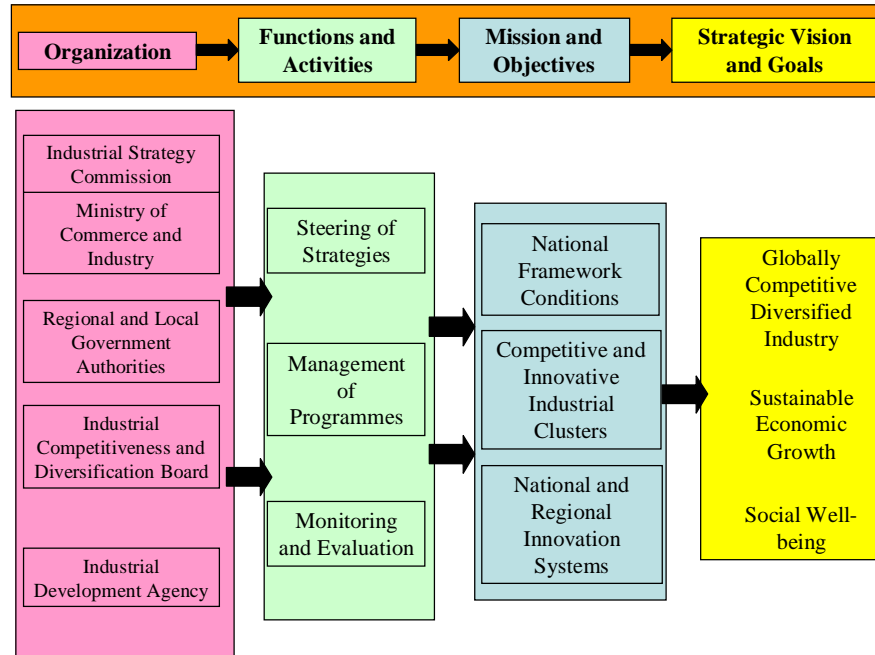 Organization
Functions and
Activities
Mission and
Objectives
Strategic Vision
and Goals
Industrial Strategy
Commission
Ministry of
Commerce and
Industry
Regional and Local
Government
Authorities
Industrial
Competitiveness and
Diversification Board
Industrial
Development Agency
Steering of
Strategies
Management
of
Programmes
Monitoring
and Evaluation
National
Framework
Conditions
Competitive and
Innovative
Industrial
Clusters
National and
Regional
Innovation
Systems
Globally
Competitive
Diversified
Industry
Sustainable
Economic
Growth
Social Well-
being